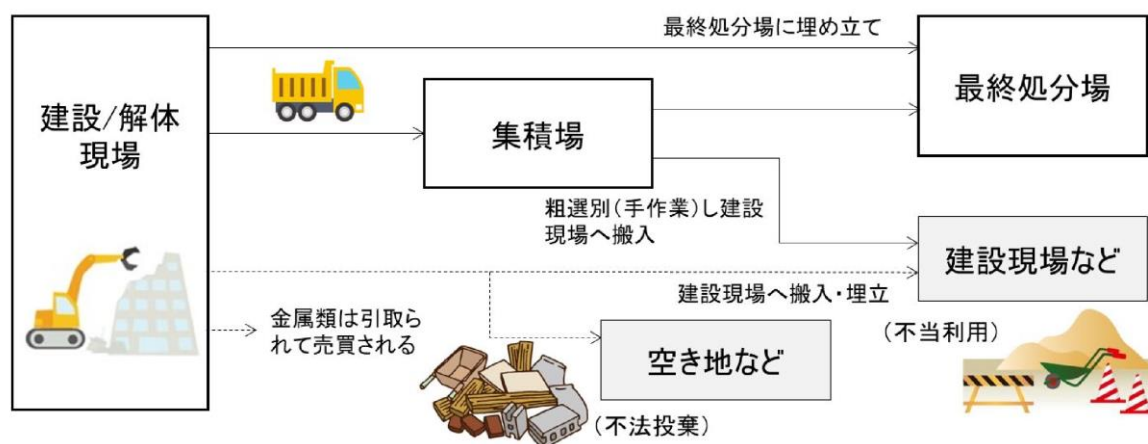 建設/解体
現場
最終処分場に埋め立て
最終処分場
集積場
粗選別(手作業)し建設
現場へ搬入
建設現場など
建設現場へ搬入・埋立
(不当利用)
金属類は引取ら
れて売買される
空き地など
(不法投棄)